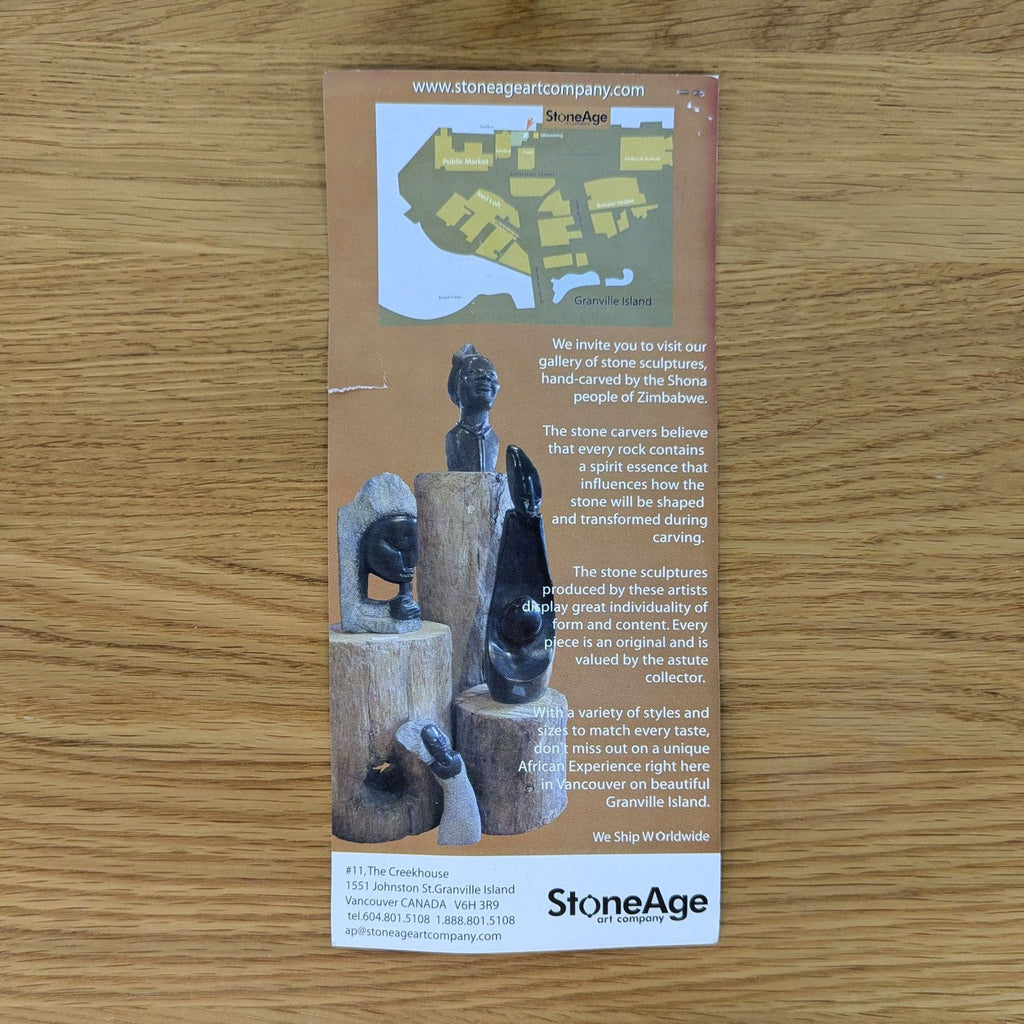 www.stoneageartcompany.com
StoneAge
Public Market
Johnston Street
Red Loft
Granville Island
We invite you to visit our
gallery of stone sculptures,
hand-carved by the Shona
people of Zimbabwe.
The stone carvers believe
that every rock contains
a spirit essence that
influences how the
stone will be shaped
and transformed during
carving.
The stone sculptures
produced by these artists
display great individuality of
form and content. Every
piece is an original and is
valued by the astute
collector.
With a variety of styles and
sizes to match every taste,
don't miss out on a unique
African Experience right here
in Vancouver on beautiful
Granville Island.
We Ship Worldwide
#11, The Creekhouse
1551 Johnston St.Granville Island
Vancouver CANADA V6H 3R9
tel.604.801.5108 1.888.801.5108
ap@stoneageartcompany.com
StoneAge
art company